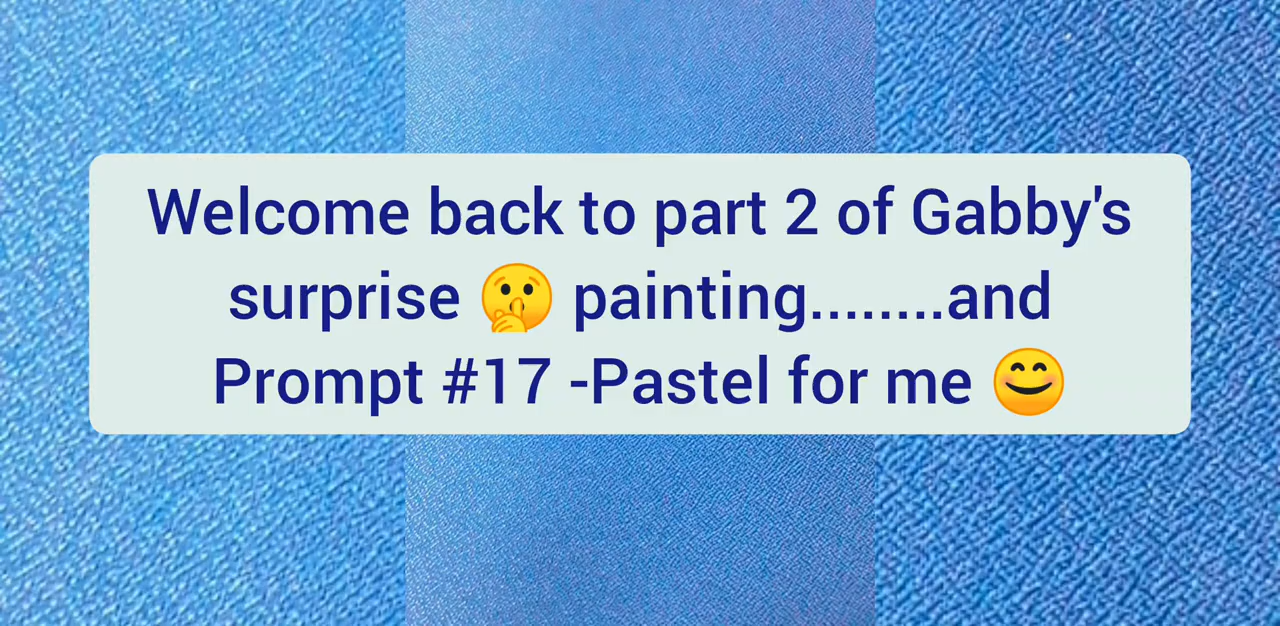 Welcome back to part 2 of Gabby's
surprise 🤫 painting........and
Prompt #17 -Pastel for me 😊